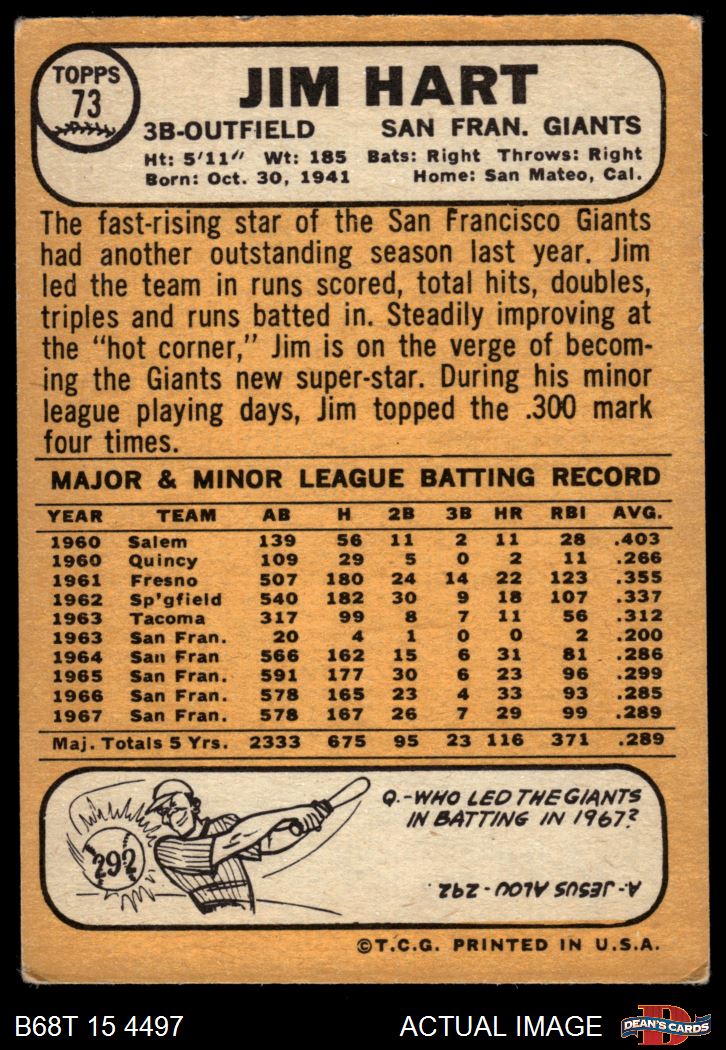 TOPPS
73
JIM HART
3B-OUTFIELD SAN FRAN. GIANTS
Ht: 5'11" Wt: 185 Bats: Right Throws: Right
Born: Oct. 30, 1941 Home: San Mateo, Cal.
The fast-rising star of the San Francisco Giants
had another outstanding season last year. Jim
led the team in runs scored, total hits, doubles,
triples and runs batted in. Steadily improving at
the "hot corner," Jim is on the verge of becom-
ing the Giants new super-star. During his minor
league playing days, Jim topped the .300 mark
four times.
MAJOR & MINOR LEAGUE BATTING RECORD
YEAR TEAM AB H 2B 3B HR RBI AVG.
1960 Salem 139 56 11 2 11 28 .403
1960 Quincy 109 29 5 0 2 11 .266
1961 Fresno 507 180 24 14 22 123 .355
1962 Sp'gfield 540 182 30 9 18 107 .337
1963 Tacoma 317 99 8 7 11 56 .312
1963 San Fran. 20 4 1 0 0 2 .200
1964 San Fran 566 162 15 6 31 81 .286
1965 San Fran. 591 177 30 6 23 96 .299
1966 San Fran. 578 165 23 4 33 93 .285
1967 San Fran. 578 167 26 7 29 99 .289
Maj. Totals 5 Yrs. 2333 675 95 23 116 371 .289
292
Q.-WHO LED THE GIANTS
IN BATTING IN 1967?
A-JESUS ALOU-292
©T.C.G. PRINTED IN U.S.A.
B68T 15 4497 ACTUAL IMAGE DEAN'S CARDS